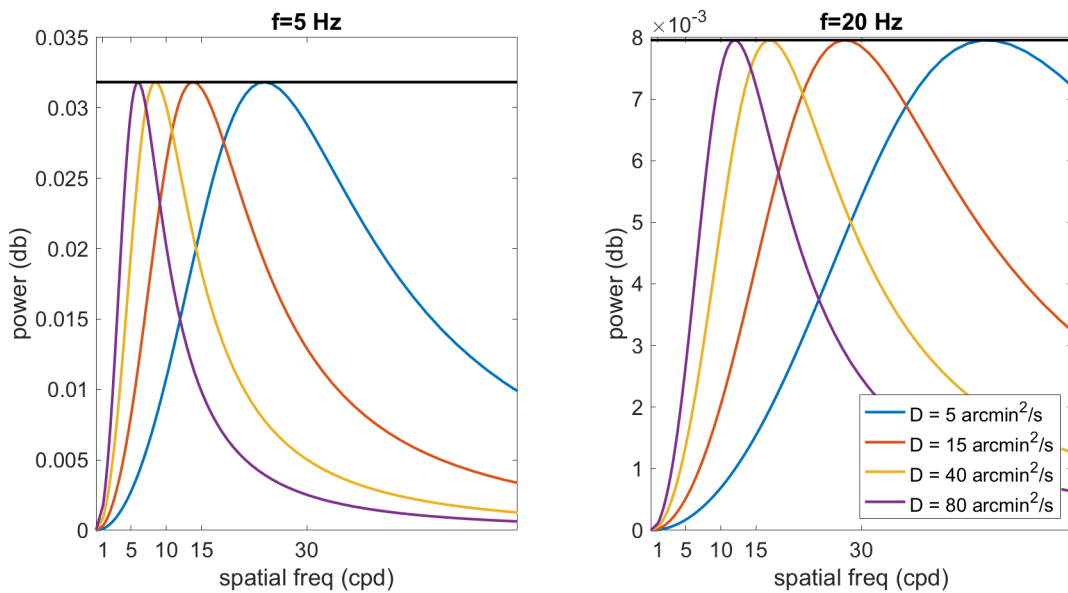 f=5 Hz
0.035
0.03
0.025
0.02
0.015
0.01
0.005
0
power (db)
1 5 10 15 30
spatial freq (cpd)
×10⁻³
f=20 Hz
8
7
6
5
4
3
2
1
0
power (db)
D = 5 arcmin²/s
D = 15 arcmin²/s
D = 40 arcmin²/s
D = 80 arcmin²/s
1 5 10 15 30
spatial freq (cpd)